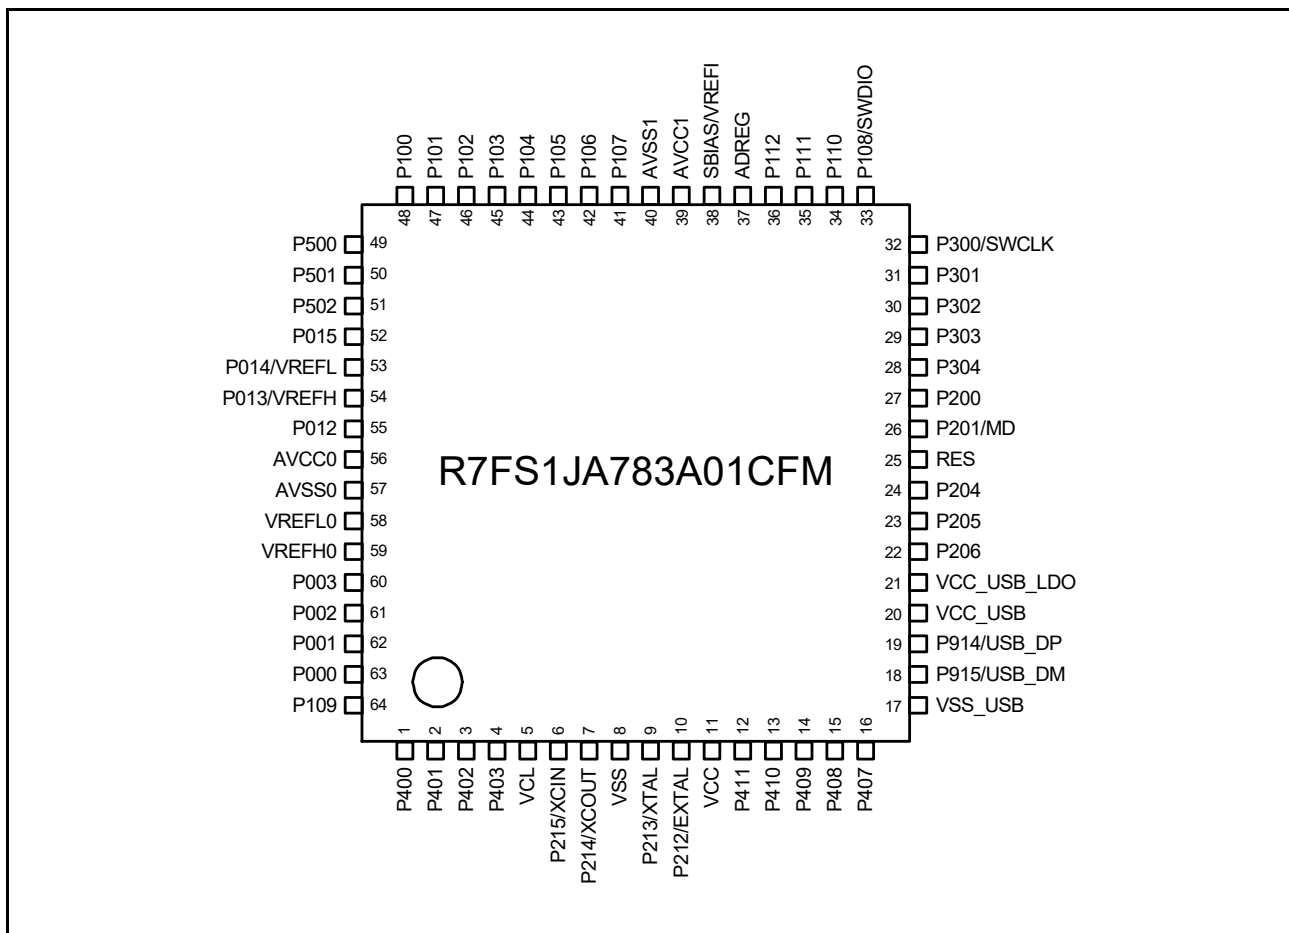 P100
P101
P102
P103
P104
P105
P106
P107
AVSS1
AVCC1
SBIAS/VREFI
ADREG
P112
P111
P110
P108/SWDIO
48
47
46
45
44
43
42
41
40
39
38
37
36
35
34
33
P500 49
P501 50
P502 51
P015 52
P014/VREFL 53
P013/VREFH 54
P012 55
AVCC0 56
AVSS0 57
VREFL0 58
VREFH0 59
P003 60
P002 61
P001 62
P000 63
P109 64
R7FS1JA783A01CFM
32 P300/SWCLK
31 P301
30 P302
29 P303
28 P304
27 P200
26 P201/MD
25 RES
24 P204
23 P205
22 P206
21 VCC_USB_LDO
20 VCC_USB
19 P914/USB_DP
18 P915/USB_DM
17 VSS_USB
1
2
3
4
5
6
7
8
9
10
11
12
13
14
15
16
P400
P401
P402
P403
VCL
P215/XCIN
P214/XCOUT
VSS
P213/XTAL
P212/EXTAL
VCC
P411
P410
P409
P408
P407